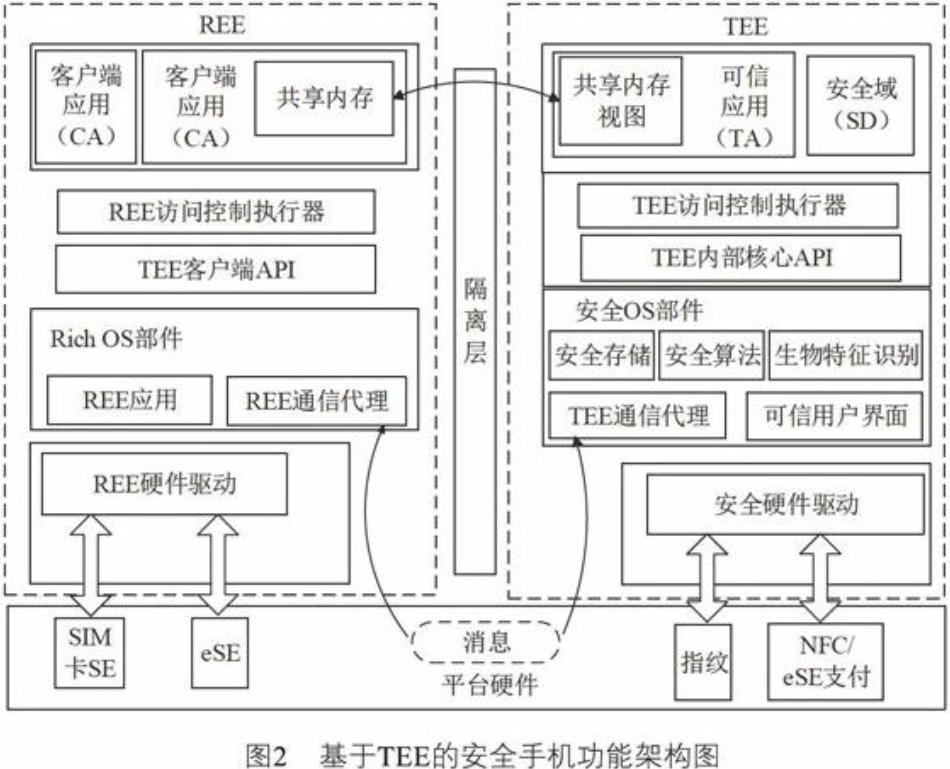 REE
客户端
应用
（CA）
客户端
应用
（CA）
共享内存
REE访问控制执行器
TEE客户端API
Rich OS部件
REE应用
REE通信代理
REE硬件驱动
隔
离
层
TEE
共享内存
视图
可信
应用
（TA）
安全域
（SD）
TEE访问控制执行器
TEE内部核心API
安全OS部件
安全存储
安全算法
生物特征识别
TEE通信代理
可信用户界面
安全硬件驱动
SIM
卡SE
eSE
消息
平台硬件
指纹
NFC/
eSE支付
图2 基于TEE的安全手机功能架构图